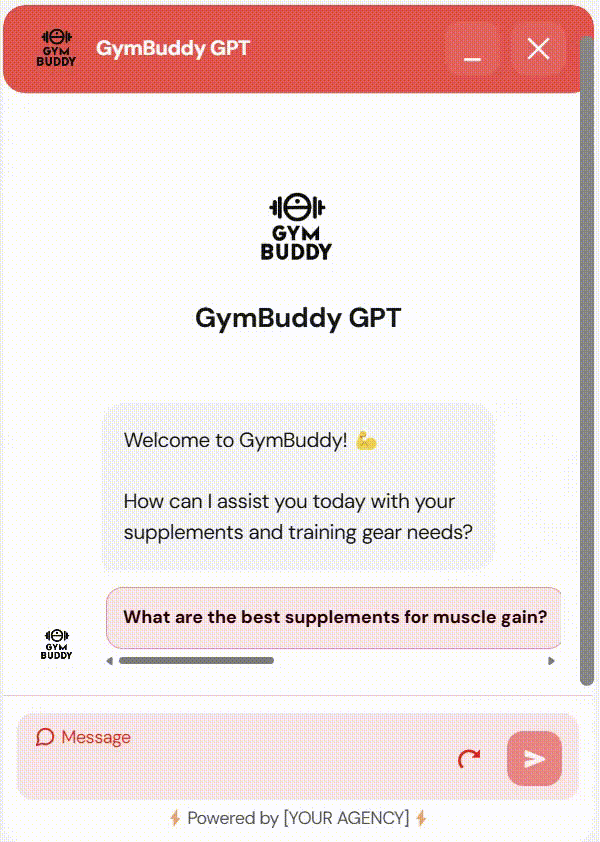 GYM
BUDDY
GymBuddy GPT
GYM
BUDDY
GymBuddy GPT
Welcome to GymBuddy! 💪
How can I assist you today with your
supplements and training gear needs?
What are the best supplements for muscle gain?
GYM
BUDDY
Message
⚡ Powered by [YOUR AGENCY] ⚡